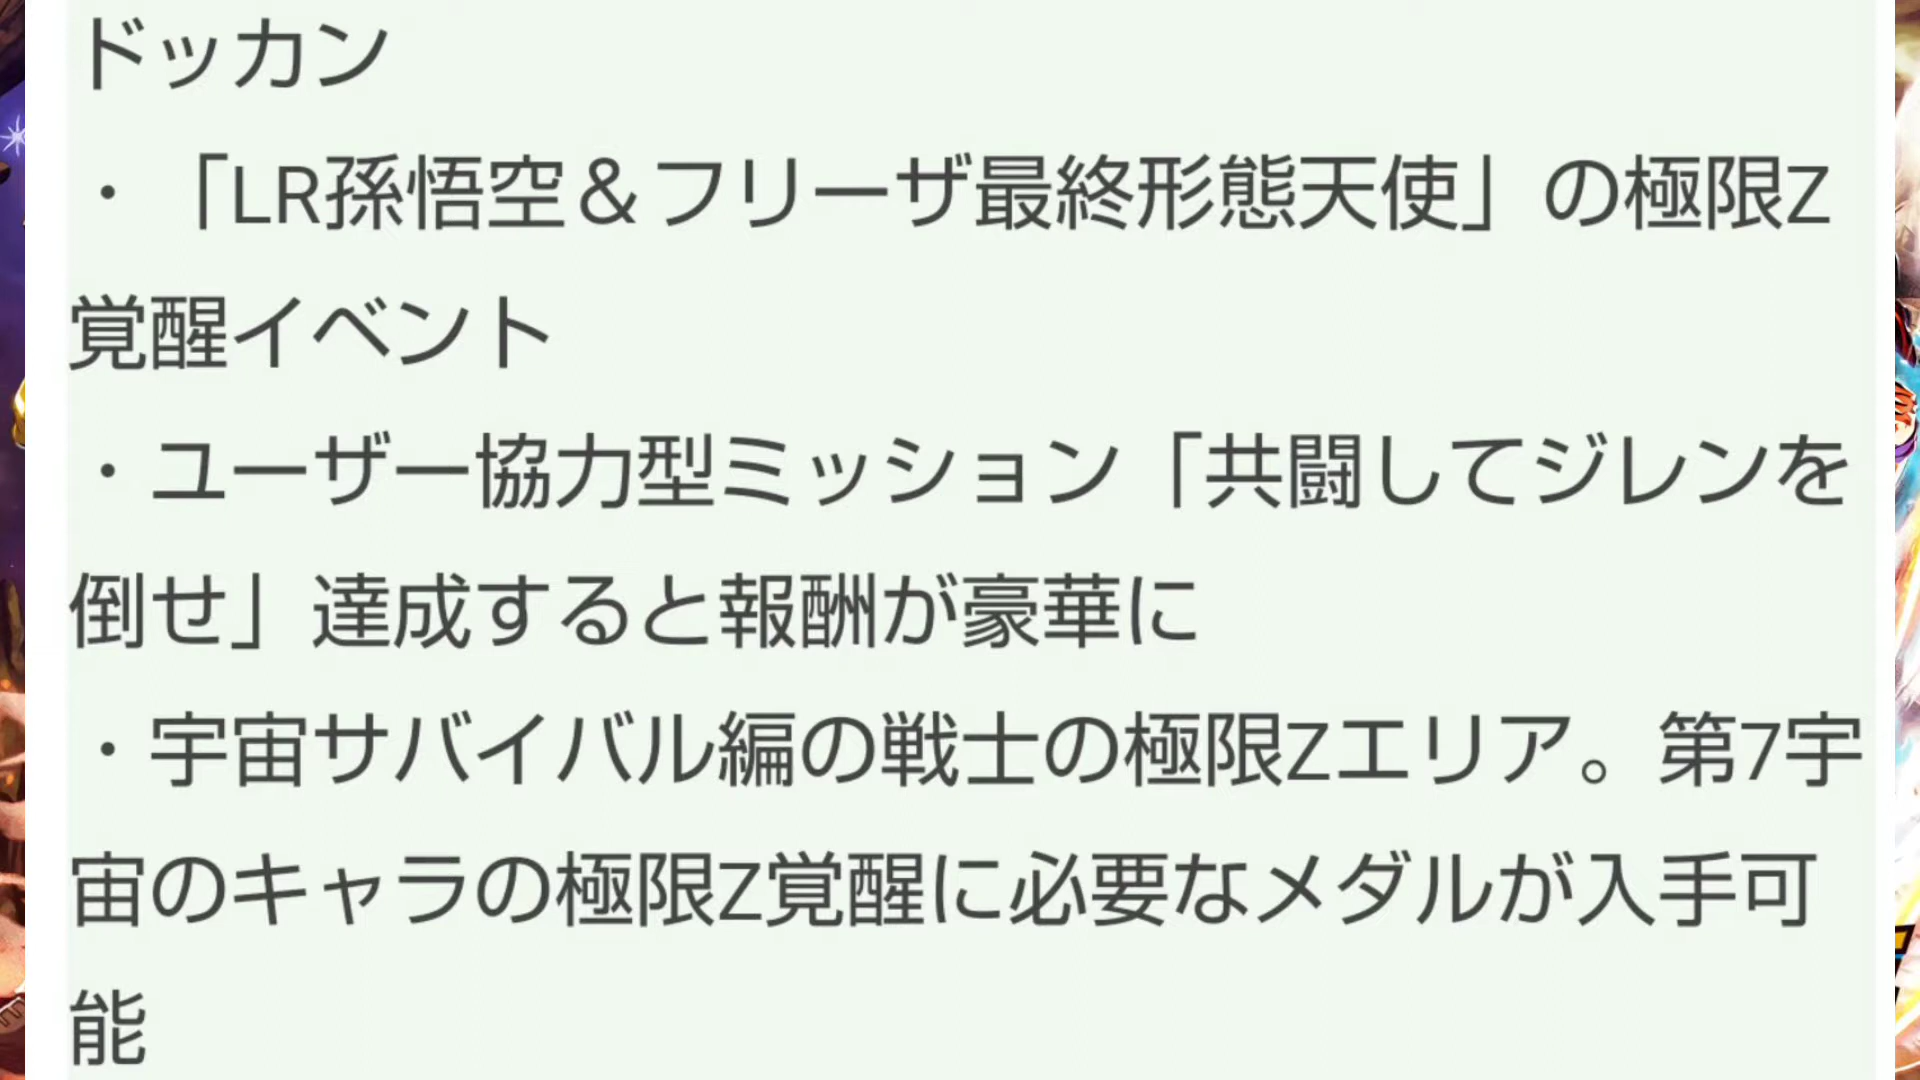 ドッカン
・「LR孫悟空&フリーザ最終形態天使」の極限Z
覚醒イベント
・ユーザー協力型ミッション「共闘してジレンを
倒せ」達成すると報酬が豪華に
・宇宙サバイバル編の戦士の極限Zエリア。第7宇
宙のキャラの極限Z覚醒に必要なメダルが入手可
能